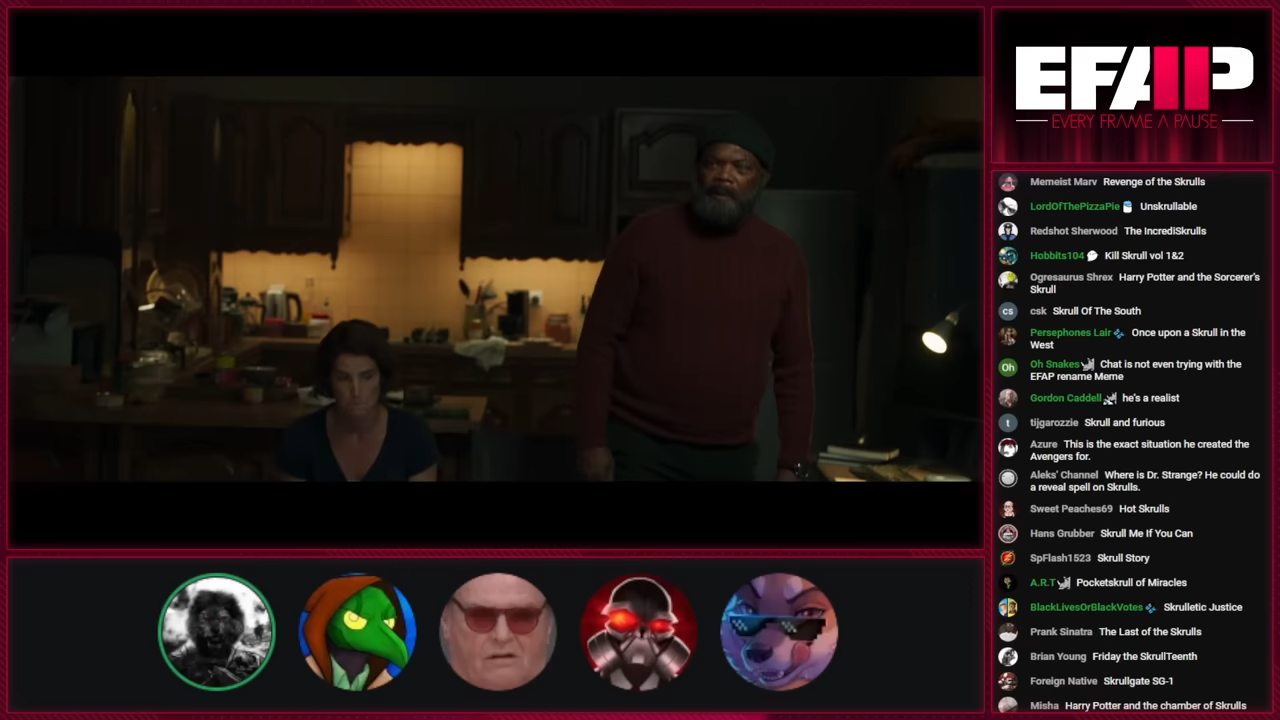 EFAP
EVERY FRAME A PAUSE
Memeist Marv Revenge of the Skrulls
LordOfThePizzaPie Unskrullable
Redshot Sherwood The IncrediSkrulls
Hobbits104 Kill Skrull vol 1&2
Ogresaurus Shrex Harry Potter and the Sorcerer's
Skrull
cs csk Skrull Of The South
Persephones Lair Once upon a Skrull in the
West
Oh Oh Snakes Chat is not even trying with the
EFAP rename Meme
Gordon Caddell he's a realist
t tijgarozzie Skrull and furious
Azure This is the exact situation he created the
Avengers for.
Aleks' Channel Where is Dr. Strange? He could do
a reveal spell on Skrulls.
Sweet Peaches69 Hot Skrulls
Hans Grubber Skrull Me If You Can
SpFlash1523 Skrull Story
A.R.T Pocketskrull of Miracles
BlackLivesOrBlackVotes Skrulletic Justice
Prank Sinatra The Last of the Skrulls
Brian Young Friday the SkrullTeenth
Foreign Native Skrullgate SG-1
Misha Harry Potter and the chamber of Skrulls